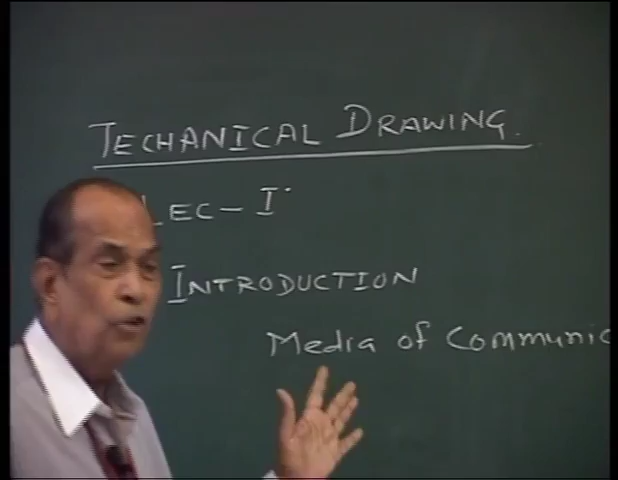 TECHANICAL DRAWING.
LEC - I
INTRODUCTION
Media of Communic